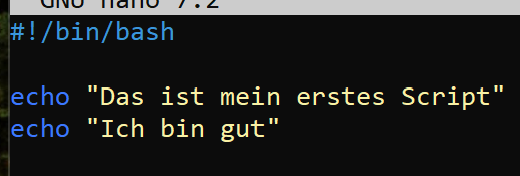 GNU nano 7.2
#!/bin/bash
echo "Das ist mein erstes Script"
echo "Ich bin gut"